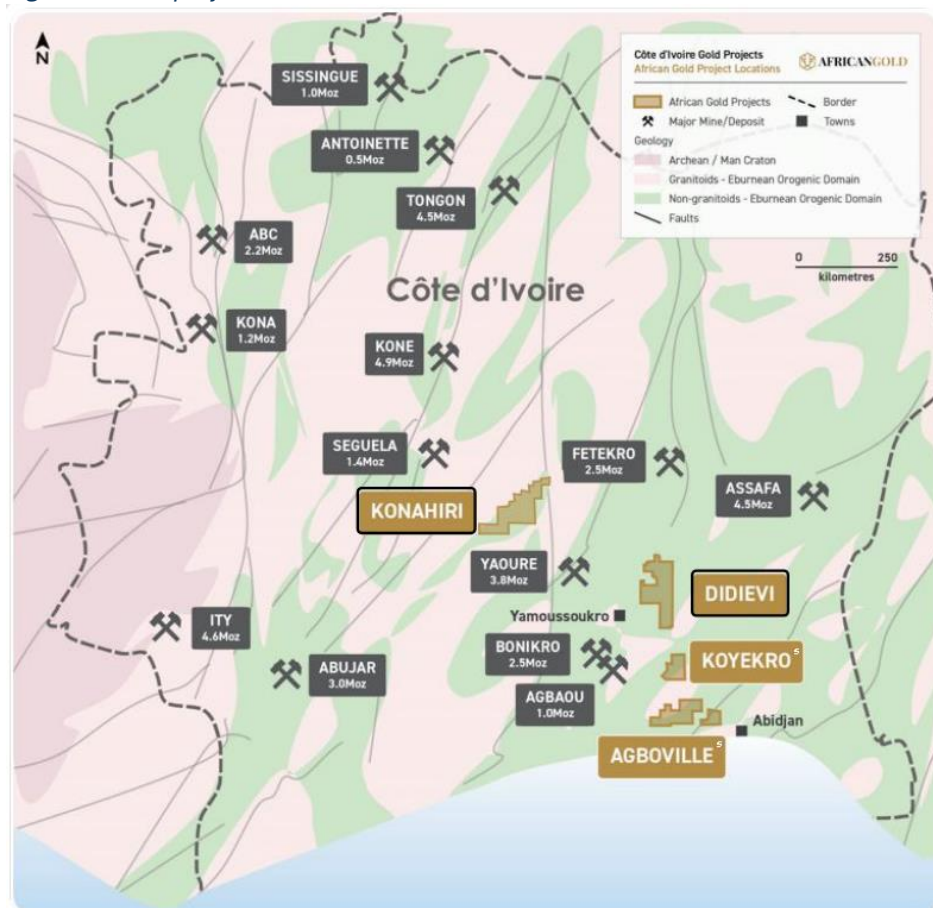 N
Côte d'Ivoire Gold Projects
African Gold Project Locations
AFRICANGOLD
African Gold Projects
Border
Major Mine/Deposit
Towns
Geology
Archean / Man Craton
Granitoids - Eburnean Orogenic Domain
Non-granitoids - Eburnean Orogenic Domain
Faults
0 250
kilometres
SISSINGUE
1.0Moz
ANTOINETTE
0.5Moz
TONGON
4.5Moz
ABC
2.2Moz
Côte d'Ivoire
KONA
1.2Moz
KONE
4.9Moz
SEGUELA
1.4Moz
FETEKRO
2.5Moz
ASSAFA
4.5Moz
KONAHIRI
YAOURE
3.8Moz
DIDIEVI
Yamoussoukro
ITY
4.6Moz
BONIKRO
2.5Moz
KOYEKRO 5
ABUJAR
3.0Moz
AGBAOU
1.0Moz
Abidjan
AGBOVILLE 5